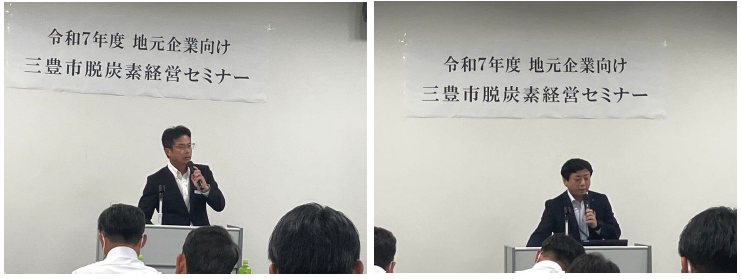 令和7年度 地元企業向け
三豊市脱炭素経営セミナー
令和7年度 地元企業向け
三豊市脱炭素経営セミナー